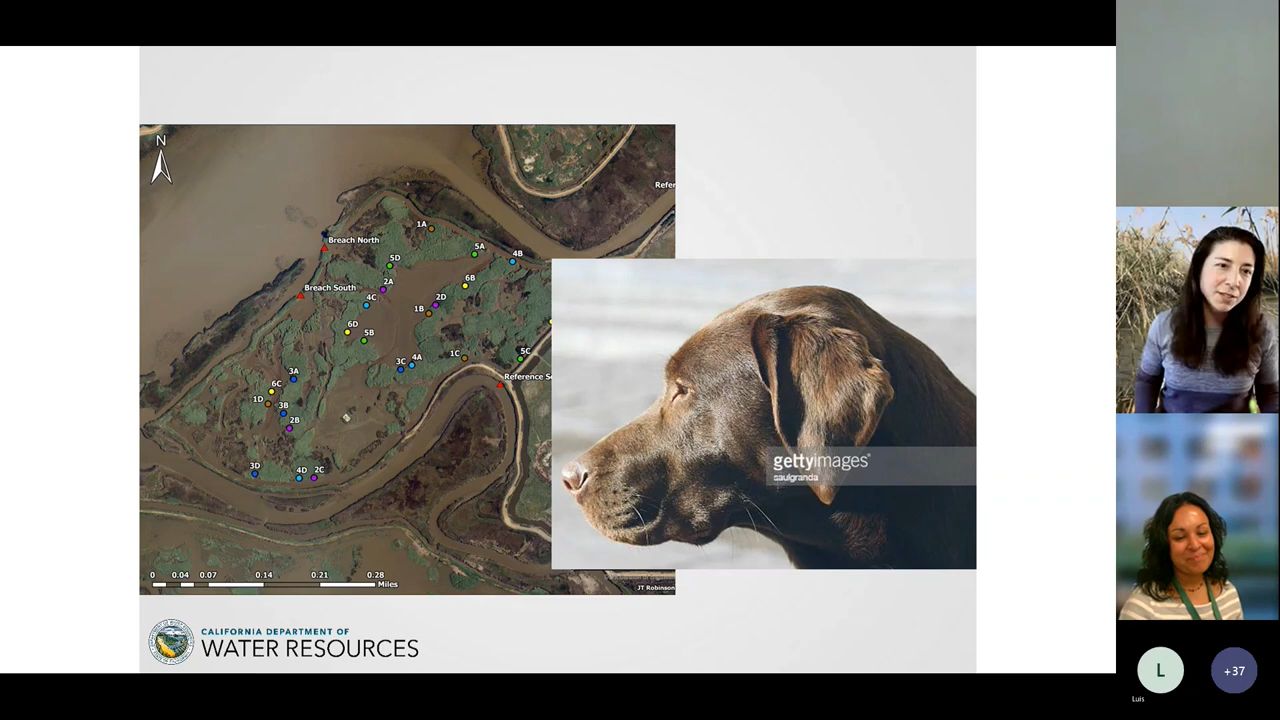 N
Refer
1A
Breach North
5A
4B
5D
6B
2A
Breach South
4C
2D
1B
6D
5B
3C
4A
1C
5C
3A
Reference So
6C
1D
3B
2B
3D
4D
2C
gettyimages®
saulgranda
0 0.04 0.07 0.14 0.21 0.28
Miles
JT Robinson
CALIFORNIA DEPARTMENT OF
WATER RESOURCES
L
+37
Luis